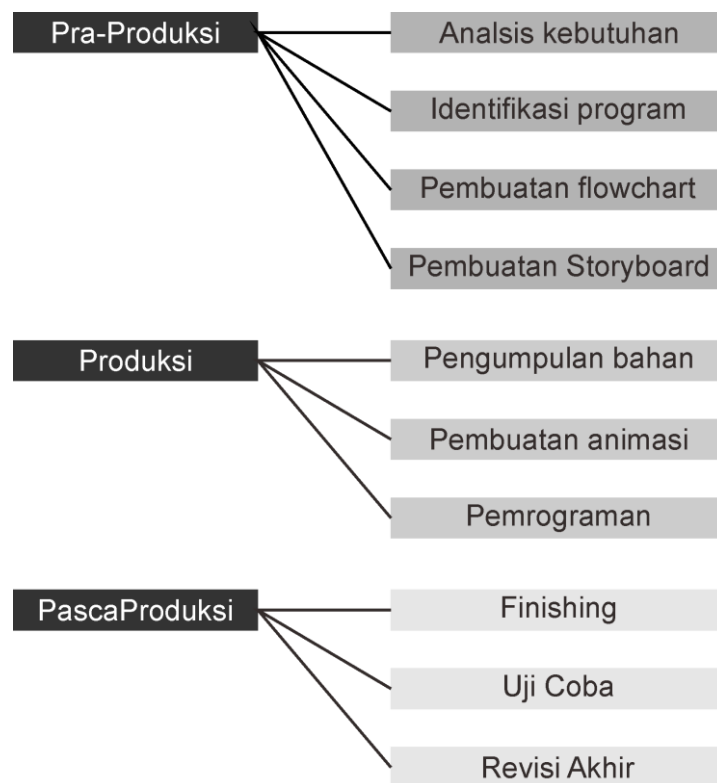 Pra-Produksi
Analsis kebutuhan
Identifikasi program
Pembuatan flowchart
Pembuatan Storyboard
Produksi
Pengumpulan bahan
Pembuatan animasi
Pemrograman
PascaProduksi
Finishing
Uji Coba
Revisi Akhir